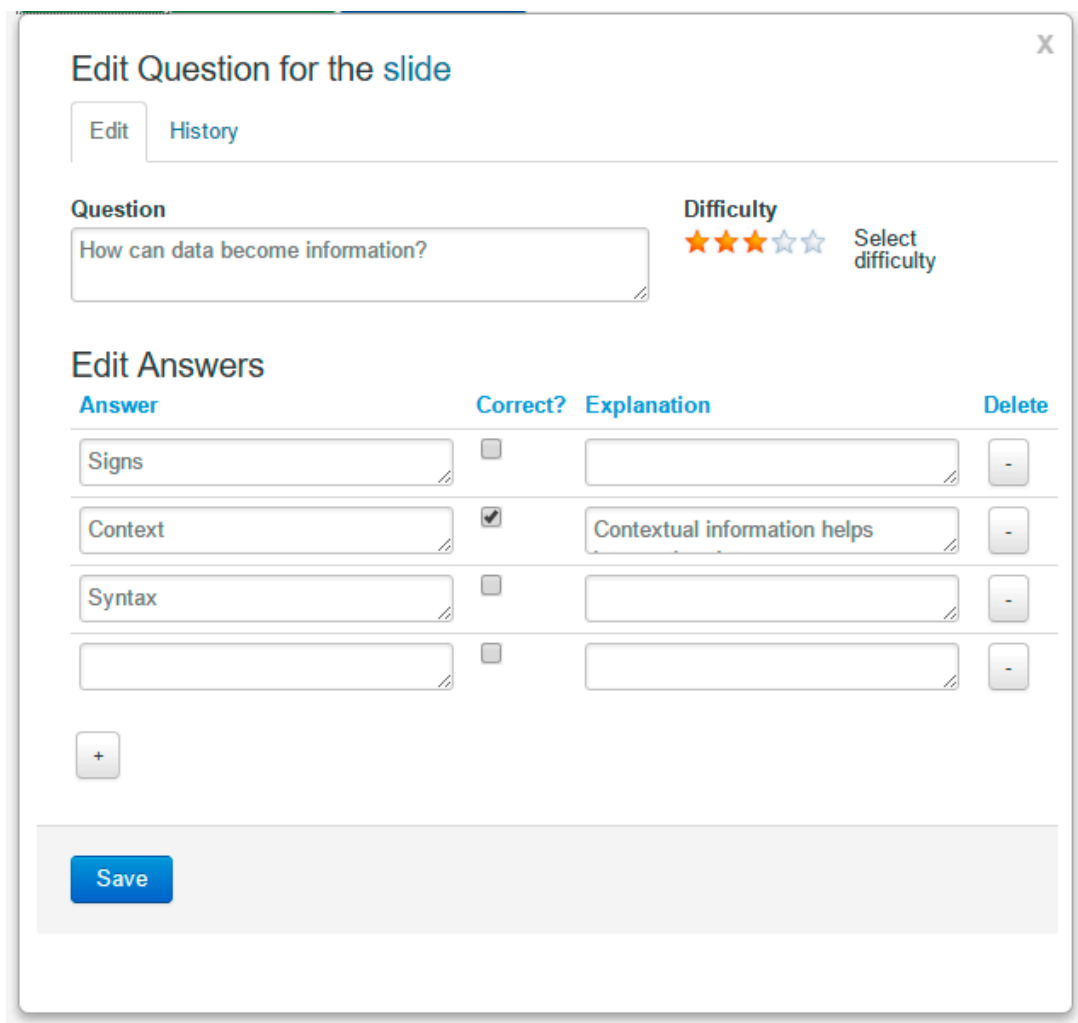 X
Edit Question for the slide
Edit History
Question Difficulty
How can data become information? Select
difficulty
Edit Answers
Answer Correct? Explanation Delete
Signs -
Context Contextual information helps -
Syntax -
-
+
Save